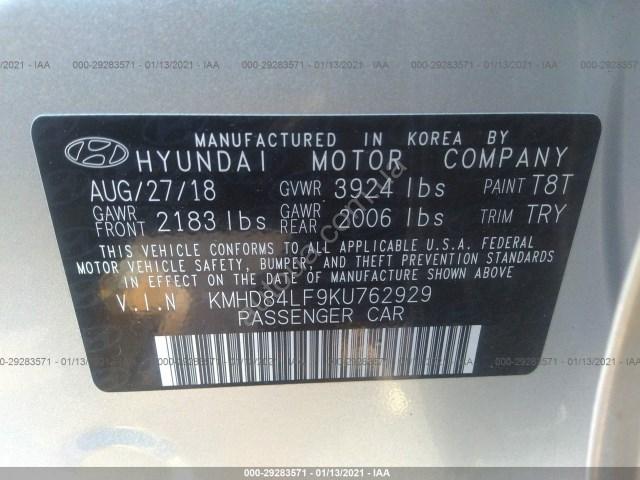 000-29283571 - 01/13/2021 - IAA
MANUFACTURED IN KOREA BY
HYUNDAI MOTOR COMPANY
AUG/27/18 GVWR 3924 lbs PAINT T8T
GAWR FRONT 2183 lbs GAWR REAR 2006 lbs TRIM TRY
THIS VEHICLE CONFORMS TO ALL APPLICABLE U.S.A. FEDERAL
MOTOR VEHICLE SAFETY, BUMPER, AND THEFT PREVENTION STANDARDS
IN EFFECT ON THE DATE OF MANUFACTURE SHOWN ABOVE
V.I.N KMHD84LF9KU762929
PASSENGER CAR
000-29283571 - 01/13/2021 - IAA
000-29283571 - 01/13/2021 - IAA